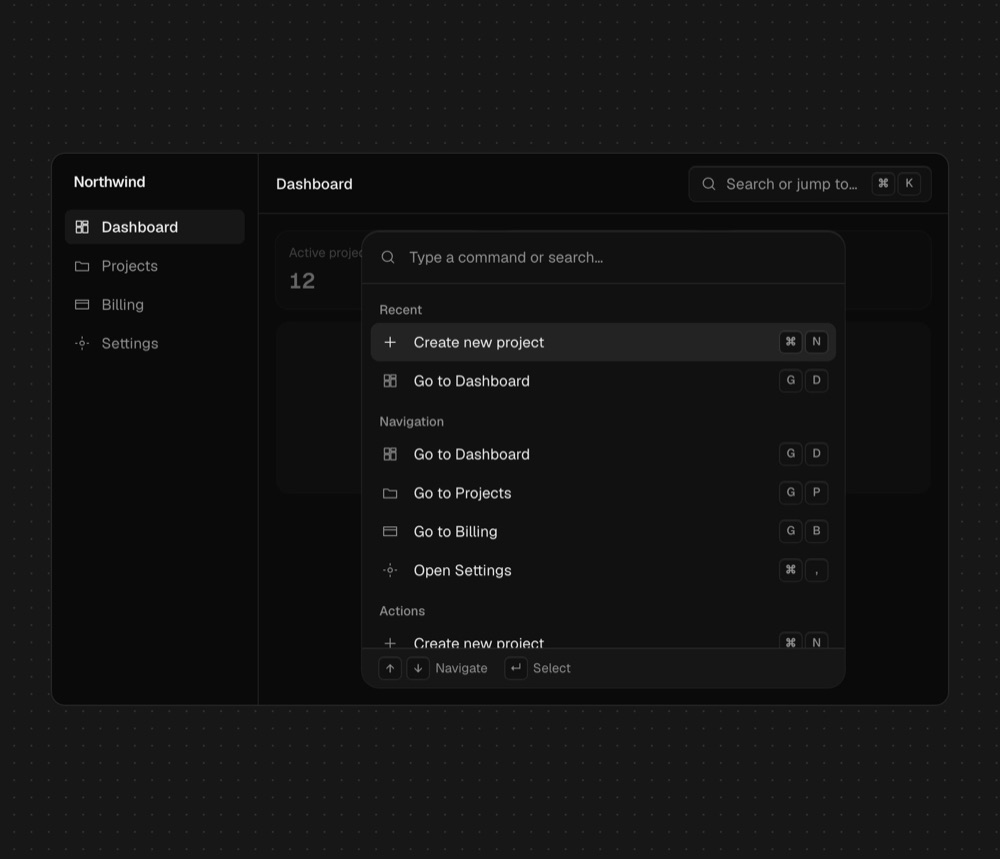 Northwind
Dashboard
Projects
Billing
Settings
Dashboard
Search or jump to... ⌘ K
Active
12
Type a command or search...
Recent
Create new project ⌘ N
Go to Dashboard G D
Navigation
Go to Dashboard G D
Go to Projects G P
Go to Billing G B
Open Settings ⌘ ,
Actions
Create new project ⌘ N
↑ ↓ Navigate ↵ Select